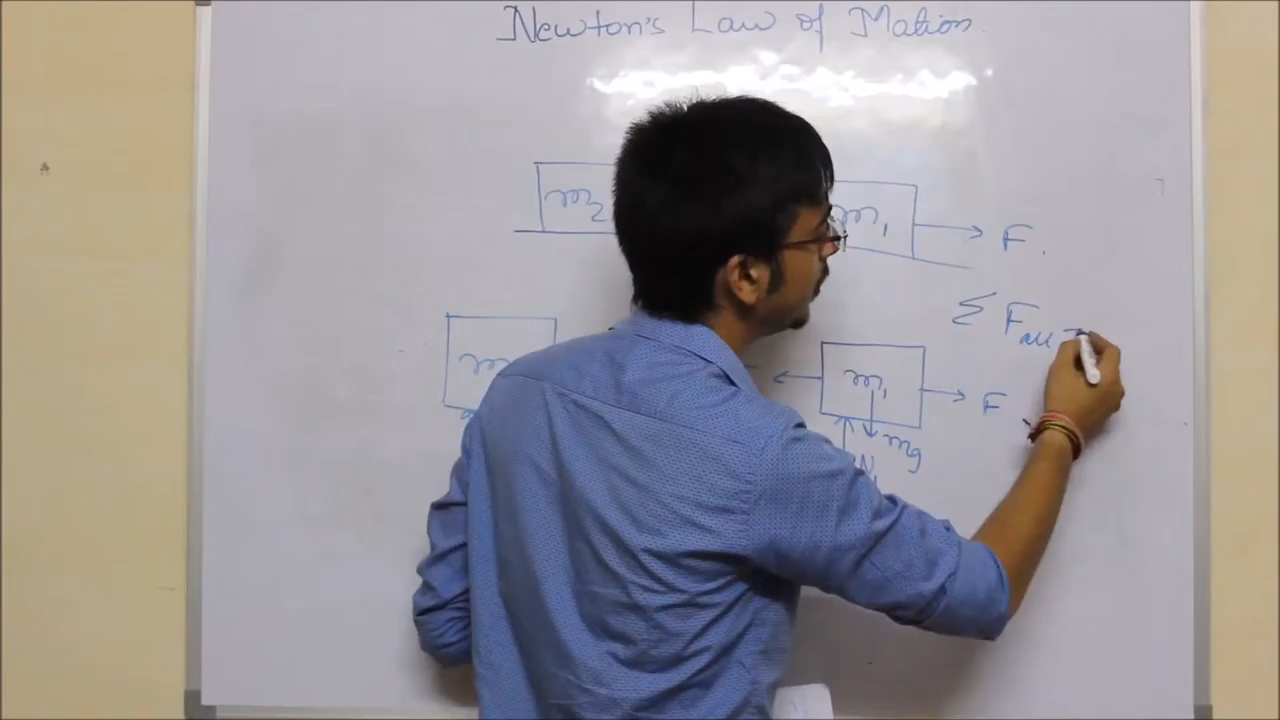 Newton's Law of Motion.
m2
m1
F
Σ Fall =
m
m1
F
mg
N